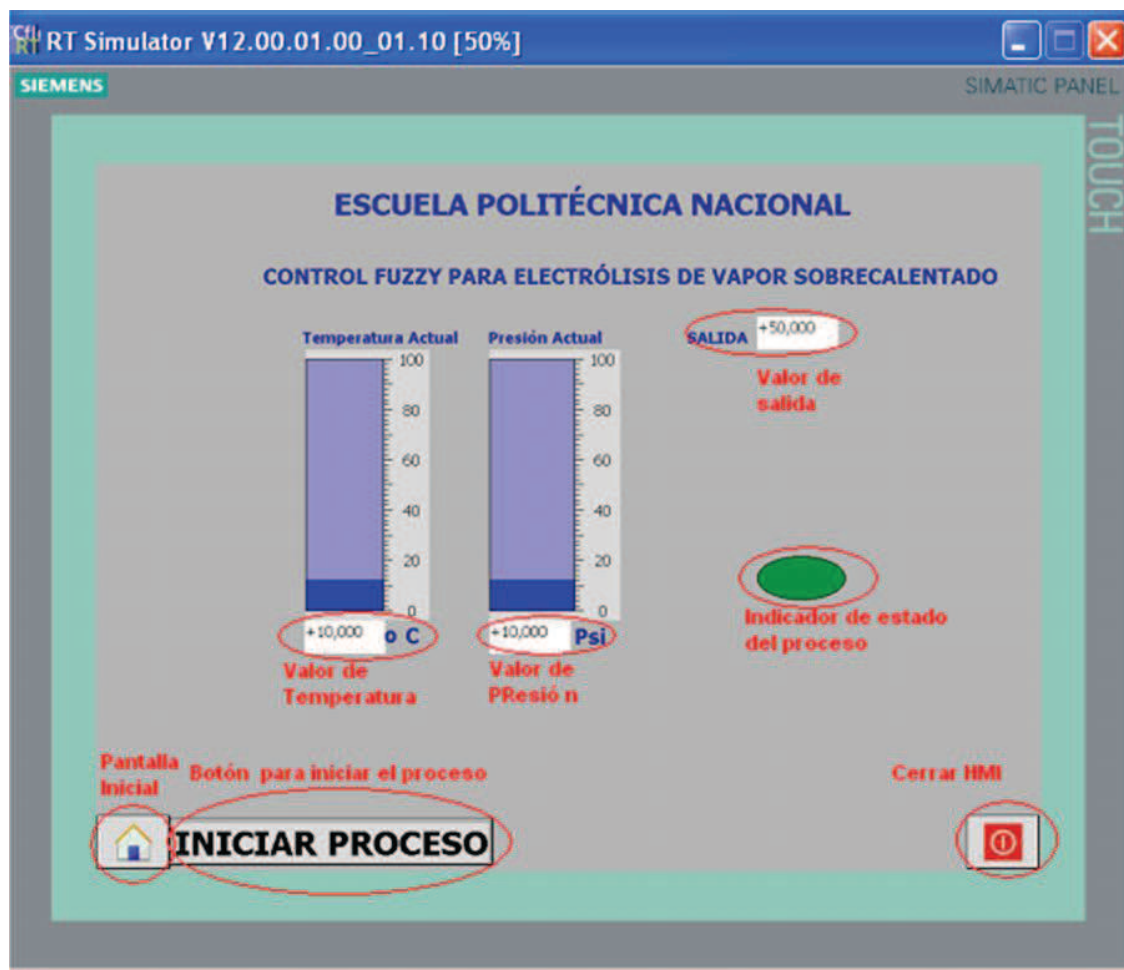 RT Simulator V12.00.01.00_01.10 [50%]
SIEMENS
SIMATIC PANEL
TOUCH
ESCUELA POLITÉCNICA NACIONAL
CONTROL FUZZY PARA ELECTRÓLISIS DE VAPOR SOBRECALENTADO
Temperatura Actual
Presión Actual
SALIDA +50,000
Valor de
salida
100
80
60
40
20
0
100
80
60
40
20
0
+10,000 o C
+10,000 Psi
Valor de
Temperatura
Valor de
PResió n
Indicador de estado
del proceso
Pantalla
Inicial
Botón para iniciar el proceso
Cerrar HMI
INICIAR PROCESO